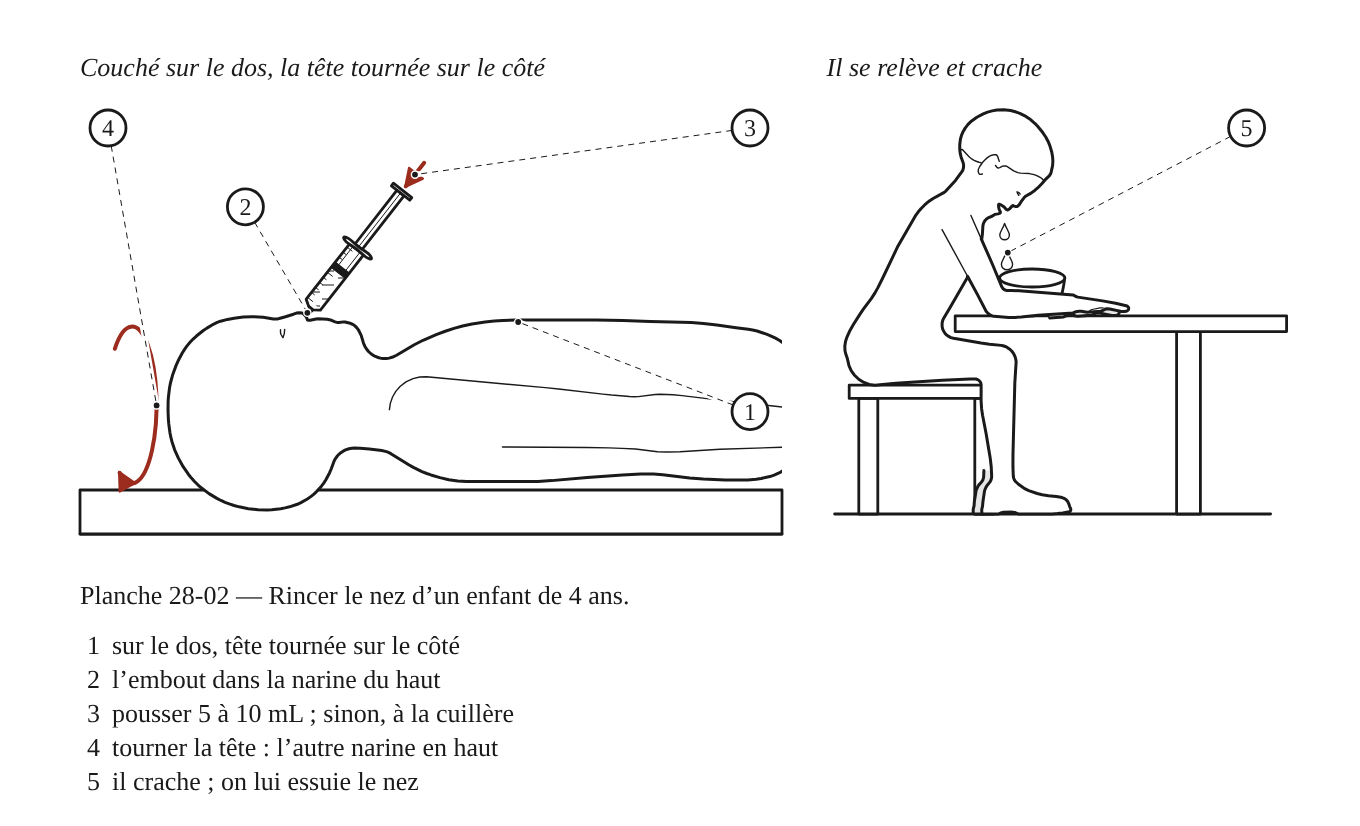 Couché sur le dos, la tête tournée sur le côté
Il se relève et crache
4
3
5
2
1
Planche 28-02 — Rincer le nez d’un enfant de 4 ans.
1 sur le dos, tête tournée sur le côté
2 l’embout dans la narine du haut
3 pousser 5 à 10 mL ; sinon, à la cuillère
4 tourner la tête : l’autre narine en haut
5 il crache ; on lui essuie le nez